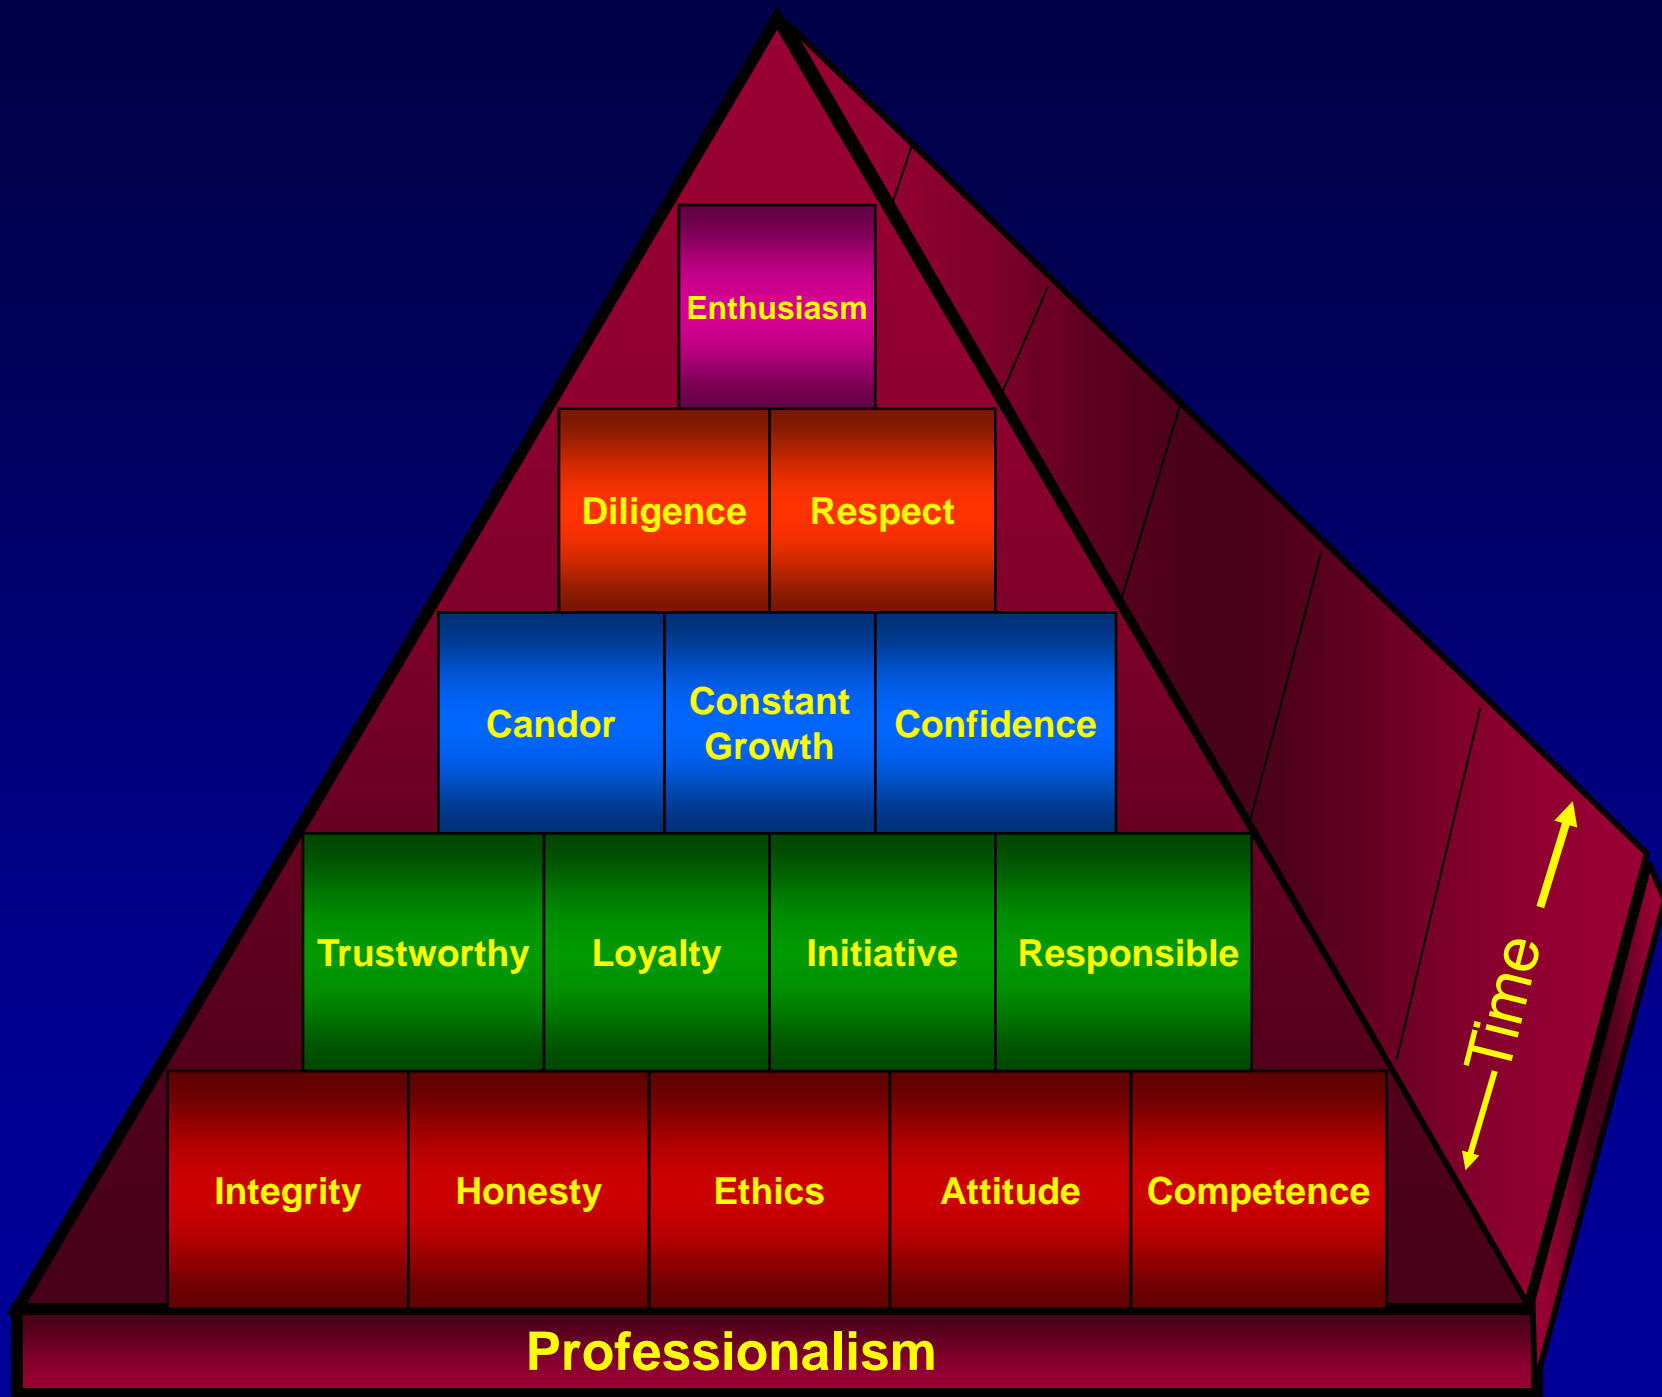 Enthusiasm
Diligence Respect
Candor Constant Growth Confidence
Trustworthy Loyalty Initiative Responsible
Integrity Honesty Ethics Attitude Competence
Professionalism
Time